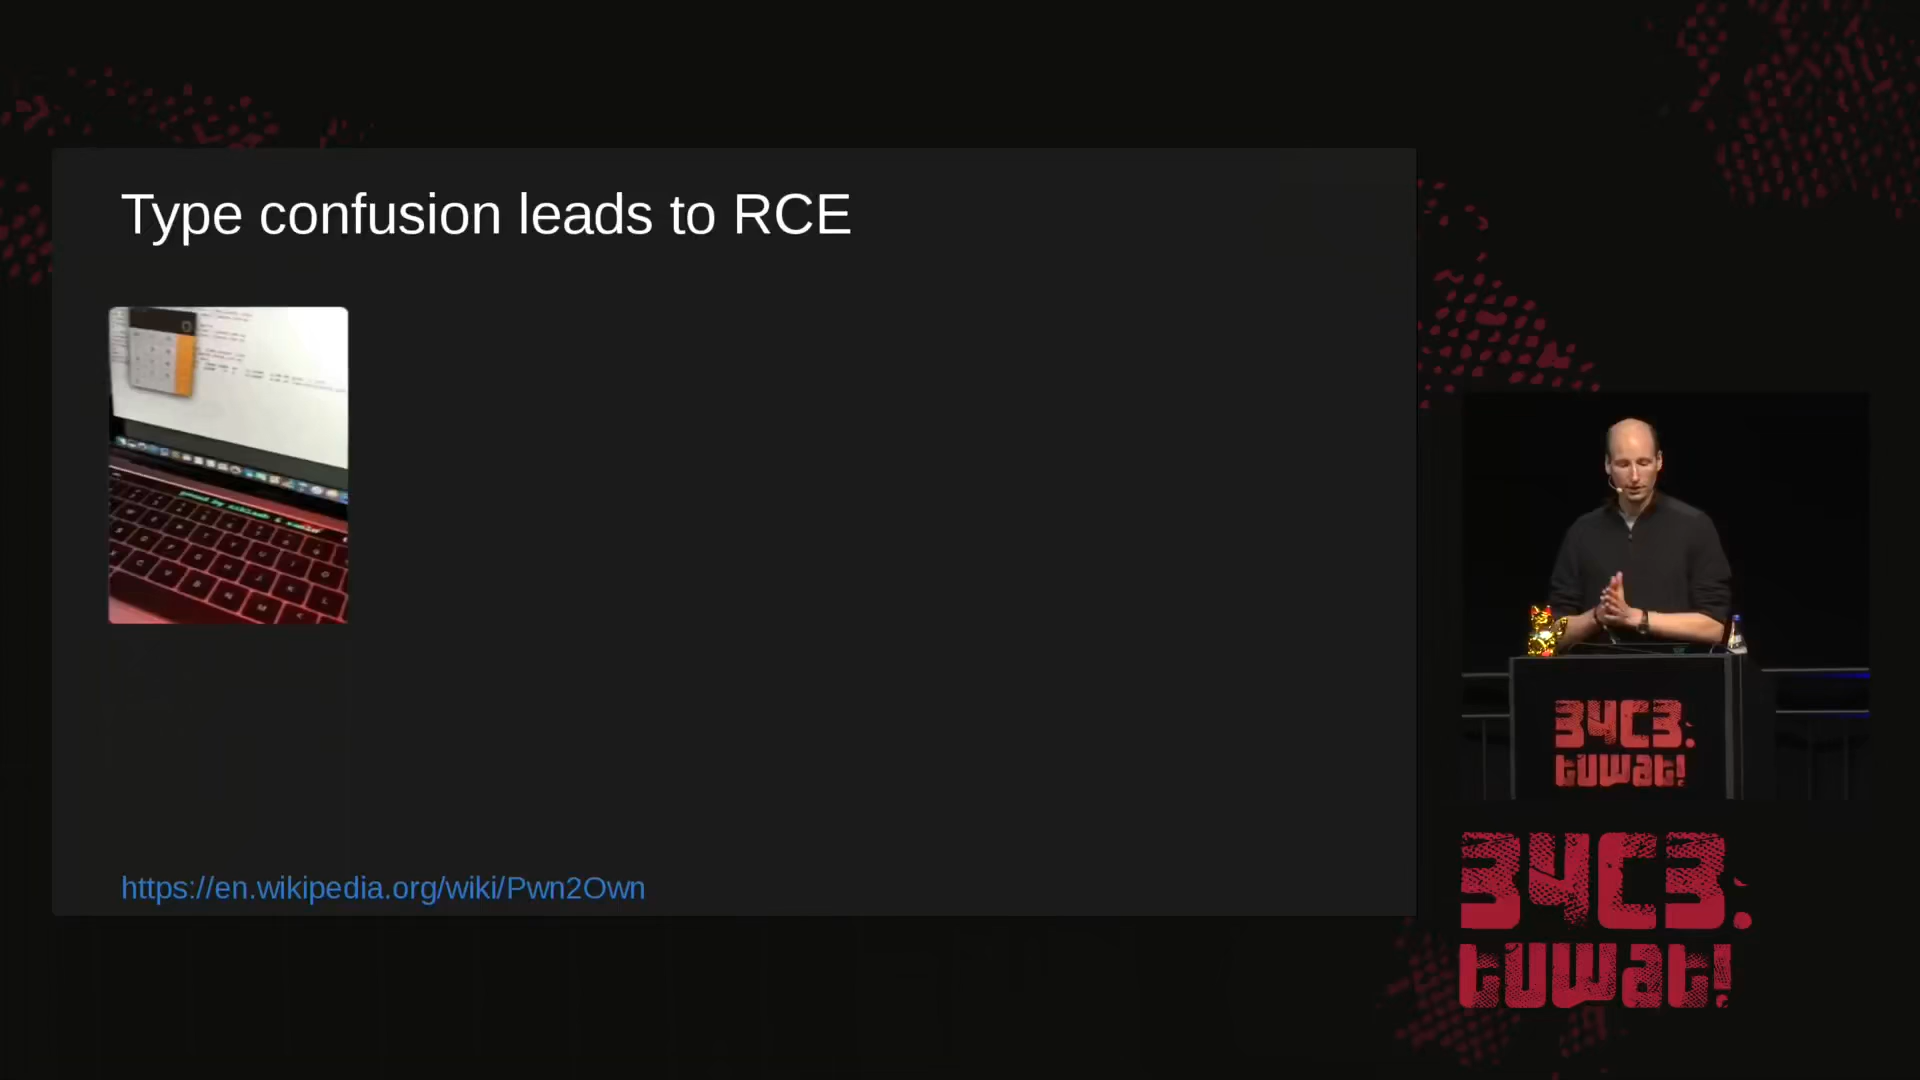 Type confusion leads to RCE
https://en.wikipedia.org/wiki/Pwn2Own
34C3.
tuwat!
34C3.
tuwat!